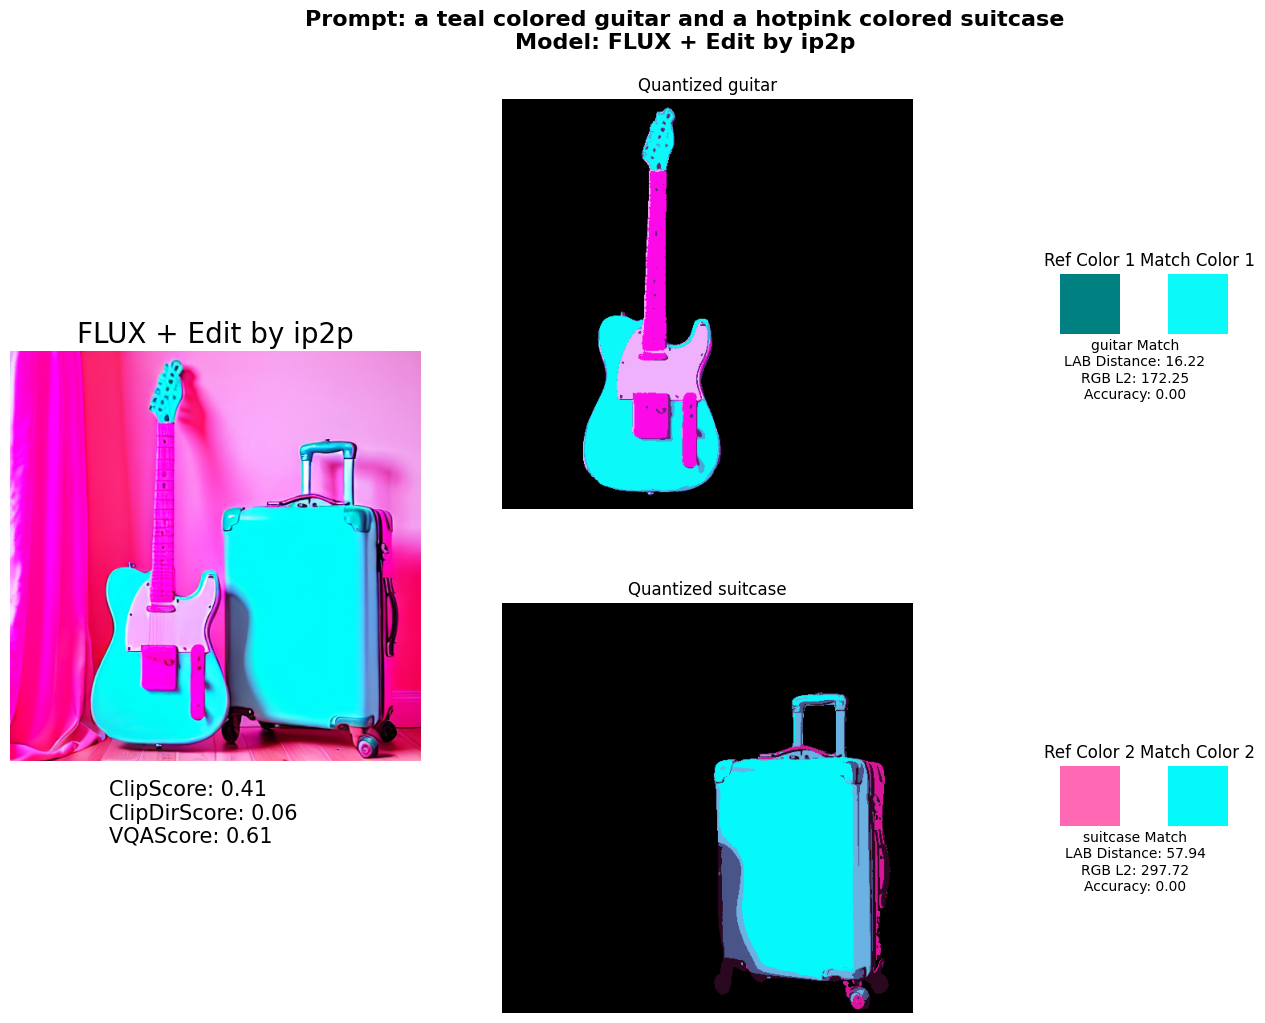 Prompt: a teal colored guitar and a hotpink colored suitcase
Model: FLUX + Edit by ip2p
Quantized guitar
Ref Color 1 Match Color 1
guitar Match
LAB Distance: 16.22
RGB L2: 172.25
Accuracy: 0.00
FLUX + Edit by ip2p
ClipScore: 0.41
ClipDirScore: 0.06
VQAScore: 0.61
Quantized suitcase
Ref Color 2 Match Color 2
suitcase Match
LAB Distance: 57.94
RGB L2: 297.72
Accuracy: 0.00